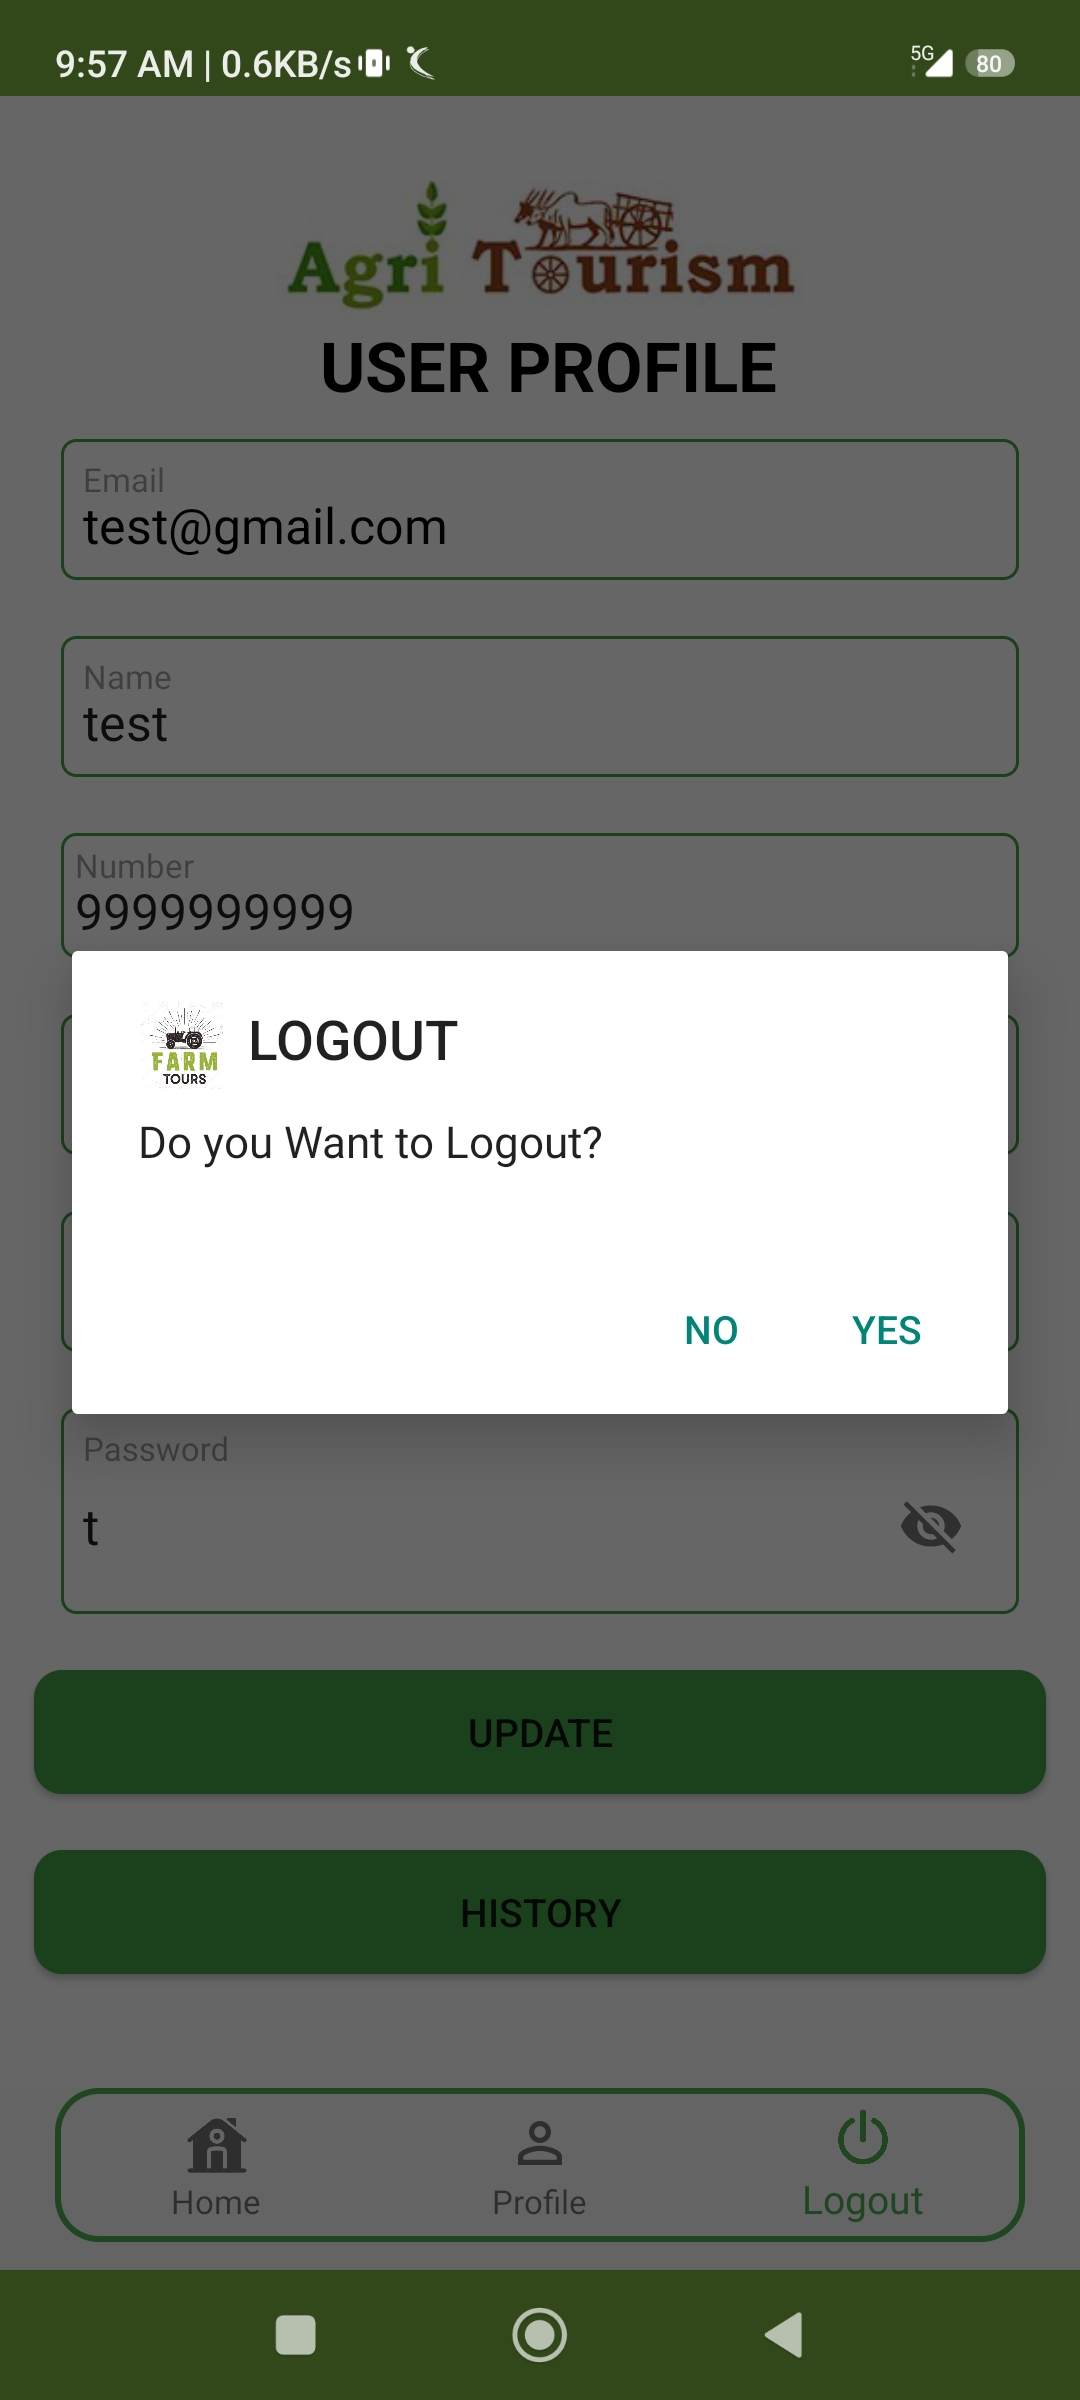 9:57 AM | 0.6KB/s
5G
80
Agri Tourism
USER PROFILE
Email
test@gmail.com
Name
test
Number
9999999999
FARM
TOURS
LOGOUT
Do you Want to Logout?
NO YES
Password
t
UPDATE
HISTORY
Home Profile Logout